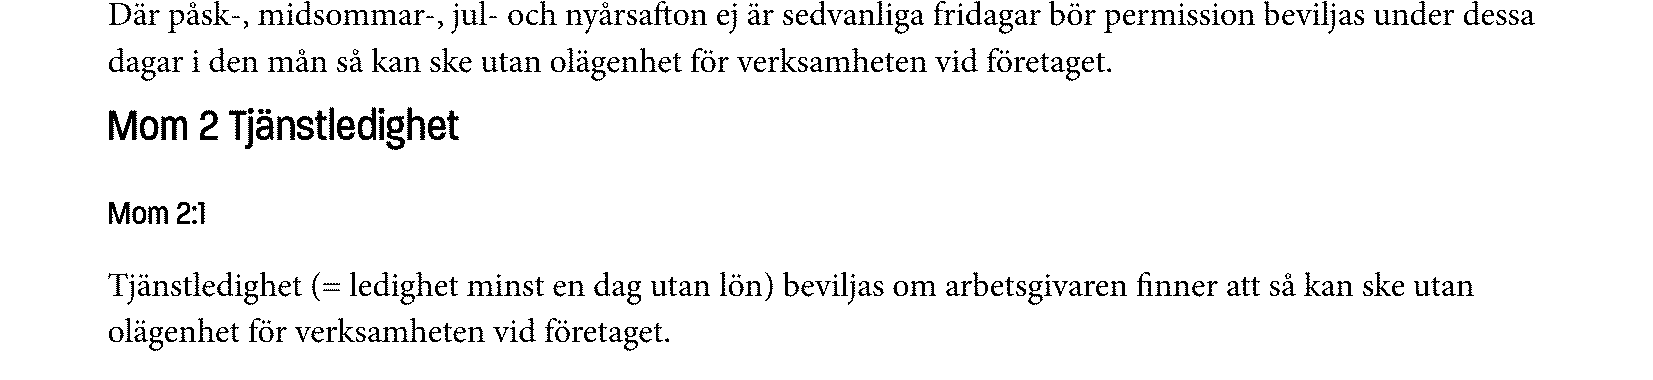 Där påsk-, midsommar-, jul- och nyårsafton ej är sedvanliga fridagar bör permission beviljas under dessa
dagar i den mån så kan ske utan olägenhet för verksamheten vid företaget.
Mom 2 Tjänstledighet
Mom 2:1
Tjänstledighet (= ledighet minst en dag utan lön) beviljas om arbetsgivaren finner att så kan ske utan
olägenhet för verksamheten vid företaget.